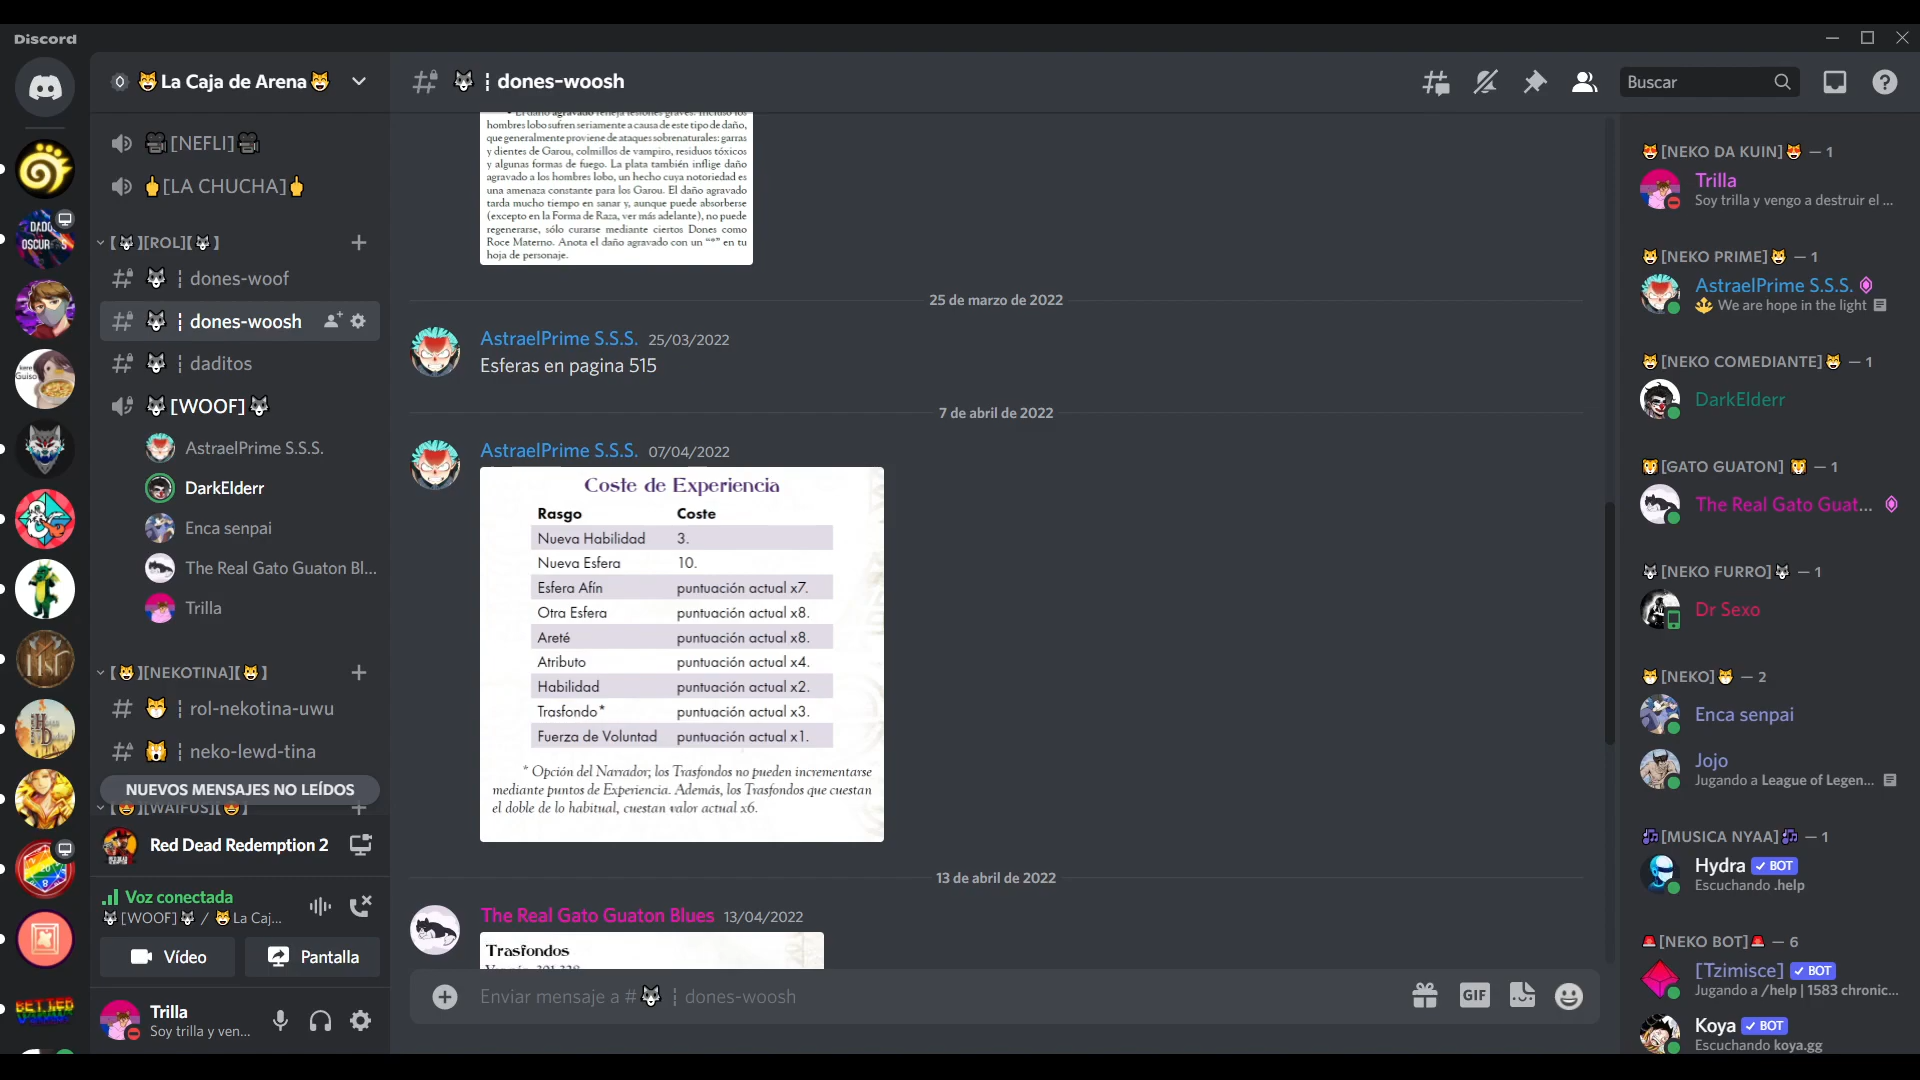 Discord
La Caja de Arena
[NEFLI]
[LA CHUCHA]
[ ][ROL][ ]
dones-woof
dones-woosh
daditos
[WOOF]
AstraelPrime S.S.S.
DarkElderr
Enca senpai
The Real Gato Guaton Bl...
Trilla
[ ][NEKOTINA][ ]
rol-nekotina-uwu
neko-lewd-tina
NUEVOS MENSAJES NO LEÍDOS
[ ][WAIFUS][ ]
Red Dead Redemption 2
Voz conectada
[WOOF] / La Caj...
Vídeo
Pantalla
Trilla
Soy trilla y ven...
¦ dones-woosh
Buscar
hombres lobo sufren seriamente a causa de este tipo de daño,
que generalmente proviene de ataques sobrenaturales: garras
y dientes de Garou, colmillos de vampiro, residuos tóxicos
y algunas formas de fuego. La plata también inflige daño
agravado a los hombres lobo, un hecho cuya notoriedad es
una amenaza constante para los Garou. El daño agravado
tarda mucho tiempo en sanar y, aunque puede absorberse
(excepto en la Forma de Raza, ver más adelante), no puede
regenerarse, sólo curarse mediante ciertos Dones como
Roce Materno. Anota el daño agravado con un “*” en tu
hoja de personaje.
25 de marzo de 2022
AstraelPrime S.S.S. 25/03/2022
Esferas en pagina 515
7 de abril de 2022
AstraelPrime S.S.S. 07/04/2022
Coste de Experiencia
Rasgo Coste
Nueva Habilidad 3.
Nueva Esfera 10.
Esfera Afín puntuación actual x7.
Otra Esfera puntuación actual x8.
Areté puntuación actual x8.
Atributo puntuación actual x4.
Habilidad puntuación actual x2.
Trasfondo* puntuación actual x3.
Fuerza de Voluntad puntuación actual x1.
* Opción del Narrador; los Trasfondos no pueden incrementarse
mediante puntos de Experiencia. Además, los Trasfondos que cuestan
el doble de lo habitual, cuestan valor actual x6.
13 de abril de 2022
The Real Gato Guaton Blues 13/04/2022
Trasfondos
Enviar mensaje a # ¦ dones-woosh
GIF
[NEKO DA KUIN] — 1
Trilla
Soy trilla y vengo a destruir el ...
[NEKO PRIME] — 1
AstraelPrime S.S.S.
We are hope in the light
[NEKO COMEDIANTE] — 1
DarkElderr
[GATO GUATON] — 1
The Real Gato Guat...
[NEKO FURRO] — 1
Dr Sexo
[NEKO] — 2
Enca senpai
Jojo
Jugando a League of Legen...
[MUSICA NYAA] — 1
Hydra BOT
Escuchando .help
[NEKO BOT] — 6
[Tzimisce] BOT
Jugando a /help | 1583 chronic...
Koya BOT
Escuchando koya.gg